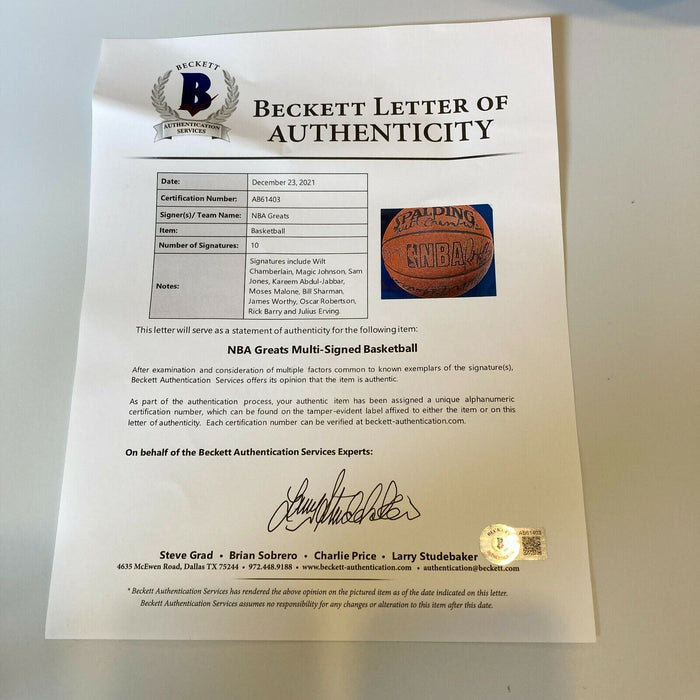 BECKETT
B
AUTHENTICATION
SERVICES
BECKETT LETTER OF
AUTHENTICITY
Date: December 23, 2021
Certification Number: AB61403
Signer(s)/ Team Name: NBA Greats
Item: Basketball
Number of Signatures: 10
Notes: Signatures include Wilt
Chamberlain, Magic Johnson, Sam
Jones, Kareem Abdul-Jabbar,
Moses Malone, Bill Sharman,
James Worthy, Oscar Robertson,
Rick Barry and Julius Erving.
SPALDING
NBA
This letter will serve as a statement of authenticity for the following item:
NBA Greats Multi-Signed Basketball
After examination and consideration of multiple factors common to known exemplars of the signature(s),
Beckett Authentication Services offers its opinion that the item is authentic.
As part of the authentication process, your authentic item has been assigned a unique alphanumeric
certification number, which can be found on the tamper-evident label affixed to either the item or on this
letter of authenticity. Each certification number can be verified at beckett-authentication.com.
On behalf of the Beckett Authentication Services Experts:
Larry Studebaker
AB61403
Steve Grad • Brian Sobrero • Charlie Price • Larry Studebaker
4635 McEwen Road, Dallas TX 75244 • 972.448.9188 • www.beckett-authentication.com • authentication@beckett.com
* Beckett Authentication Services has rendered the above opinion on the pictured item as of the date indicated on this letter.
Beckett Authentication Services assumes no responsibility for any changes or alteration to this item after this date.